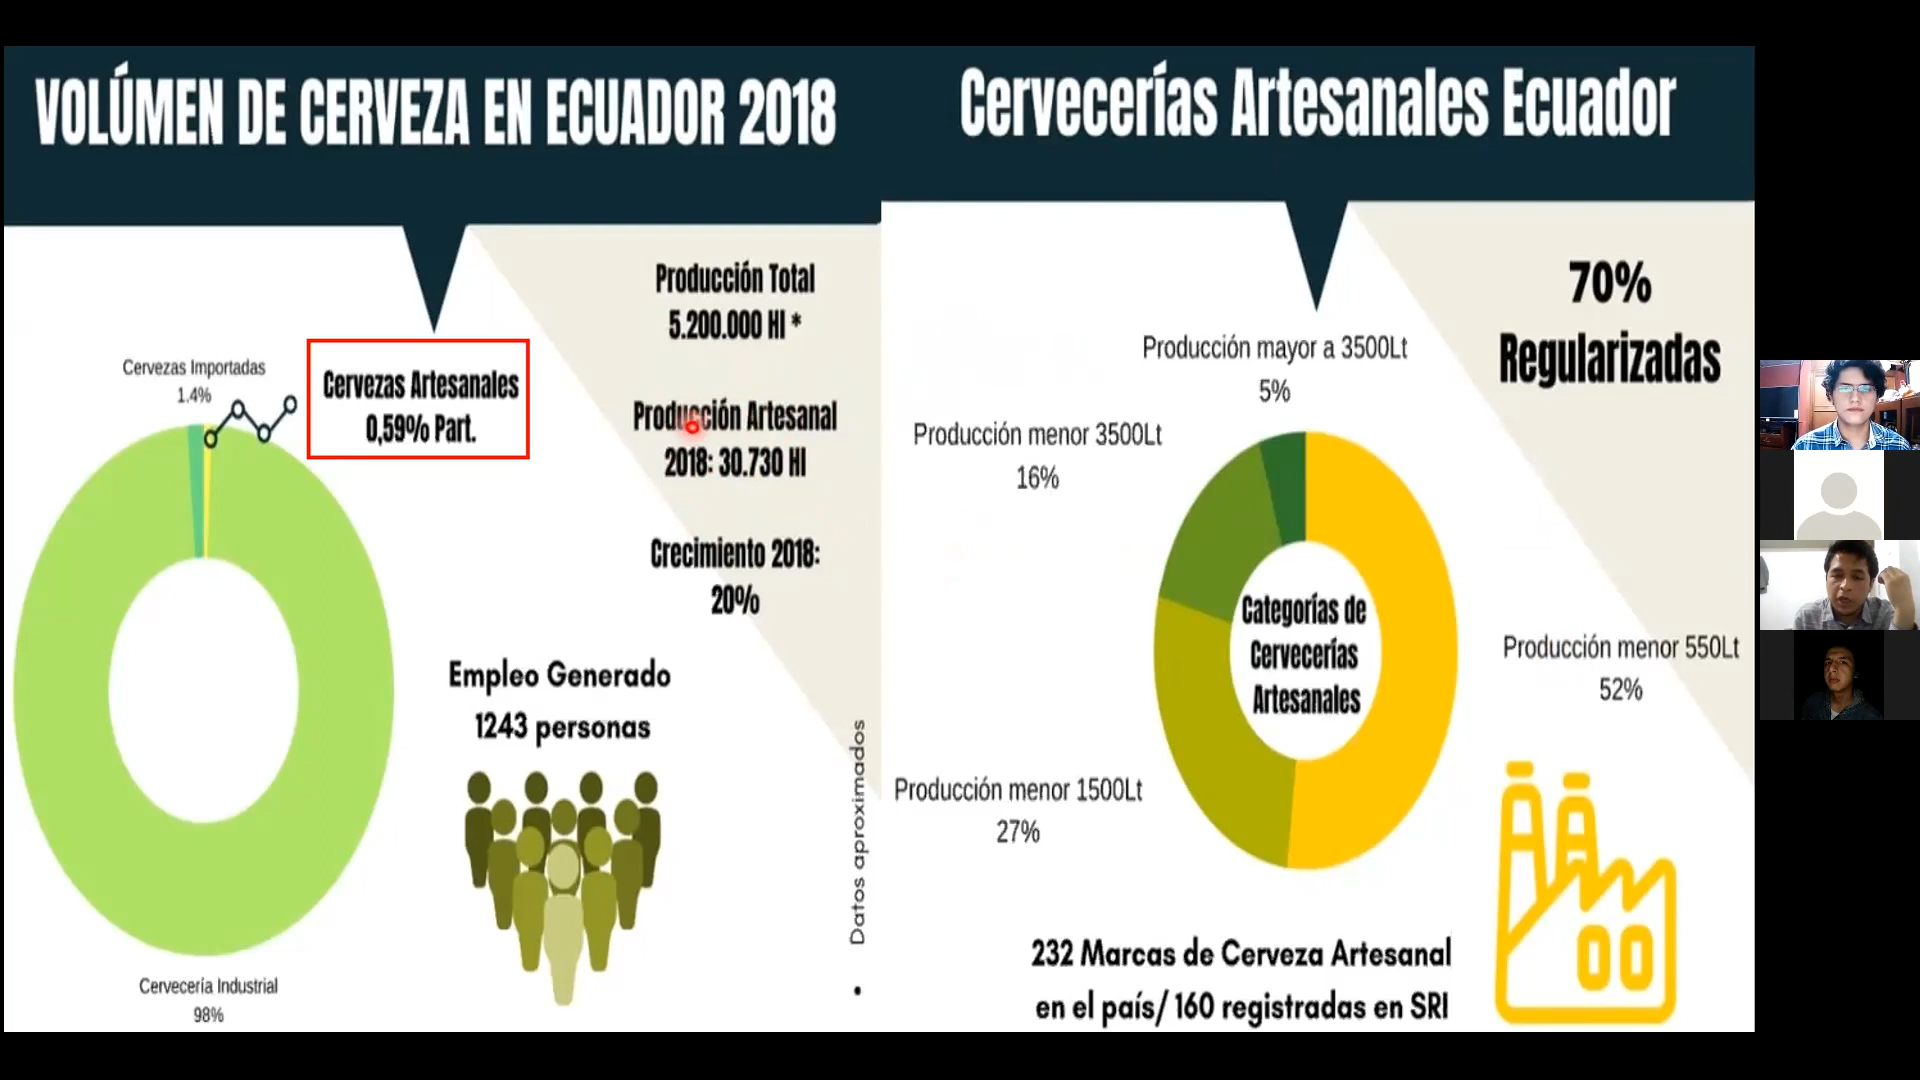 VOLÚMEN DE CERVEZA EN ECUADOR 2018
Cervezas Importadas
1.4%
Cervezas Artesanales
0,59% Part.
Producción Total
5.200.000 Hl *
Producción Artesanal
2018: 30.730 Hl
Crecimiento 2018:
20%
Empleo Generado
1243 personas
Cervecería Industrial
98%
• Datos aproximados
Cervecerías Artesanales Ecuador
70%
Regularizadas
Producción mayor a 3500Lt
5%
Producción menor 3500Lt
16%
Categorías de
Cervecerías
Artesanales
Producción menor 550Lt
52%
Producción menor 1500Lt
27%
232 Marcas de Cerveza Artesanal
en el país/ 160 registradas en SRI